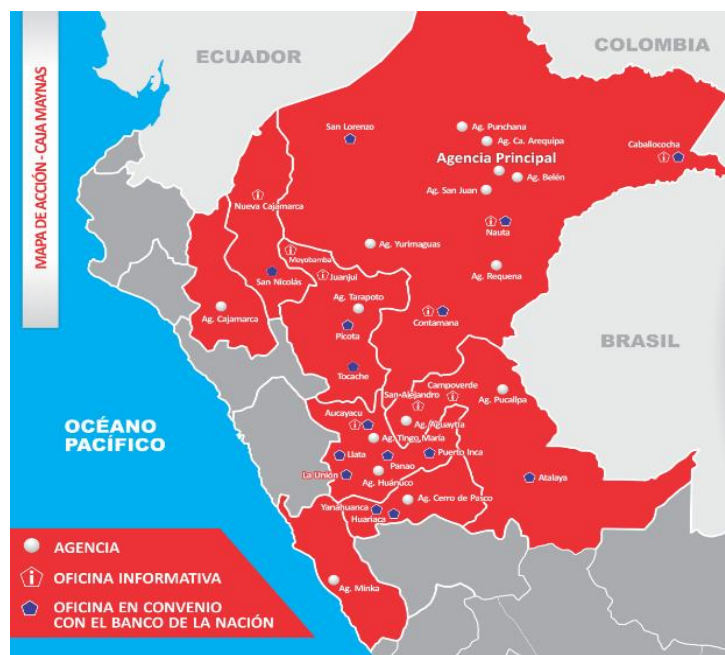 MAPA DE ACCIÓN - CAJA MAYNAS
ECUADOR
COLOMBIA
San Lorenzo
Ag. Punchana
Ag. Ca. Arequipa
Agencia Principal
Caballococha
Ag. Belén
Ag. San Juan
Nueva Cajamarca
Nauta
Ag. Yurimaguas
Moyobamba
Ag. Requena
San Nicolás
Juanjui
Ag. Tarapoto
Ag. Cajamarca
Contamana
Picota
BRASIL
Tocache
Campoverde
San Alejandro
Ag. Pucallpa
Aucayacu
Ag. Aguaytía
OCÉANO
PACÍFICO
Ag. Tingo María
Llata
Panao
Puerto Inca
La Unión
Ag. Huánuco
Atalaya
Ag. Cerro de Pasco
Yanahuanca
Huariaca
AGENCIA
OFICINA INFORMATIVA
Ag. Minka
OFICINA EN CONVENIO
CON EL BANCO DE LA NACIÓN